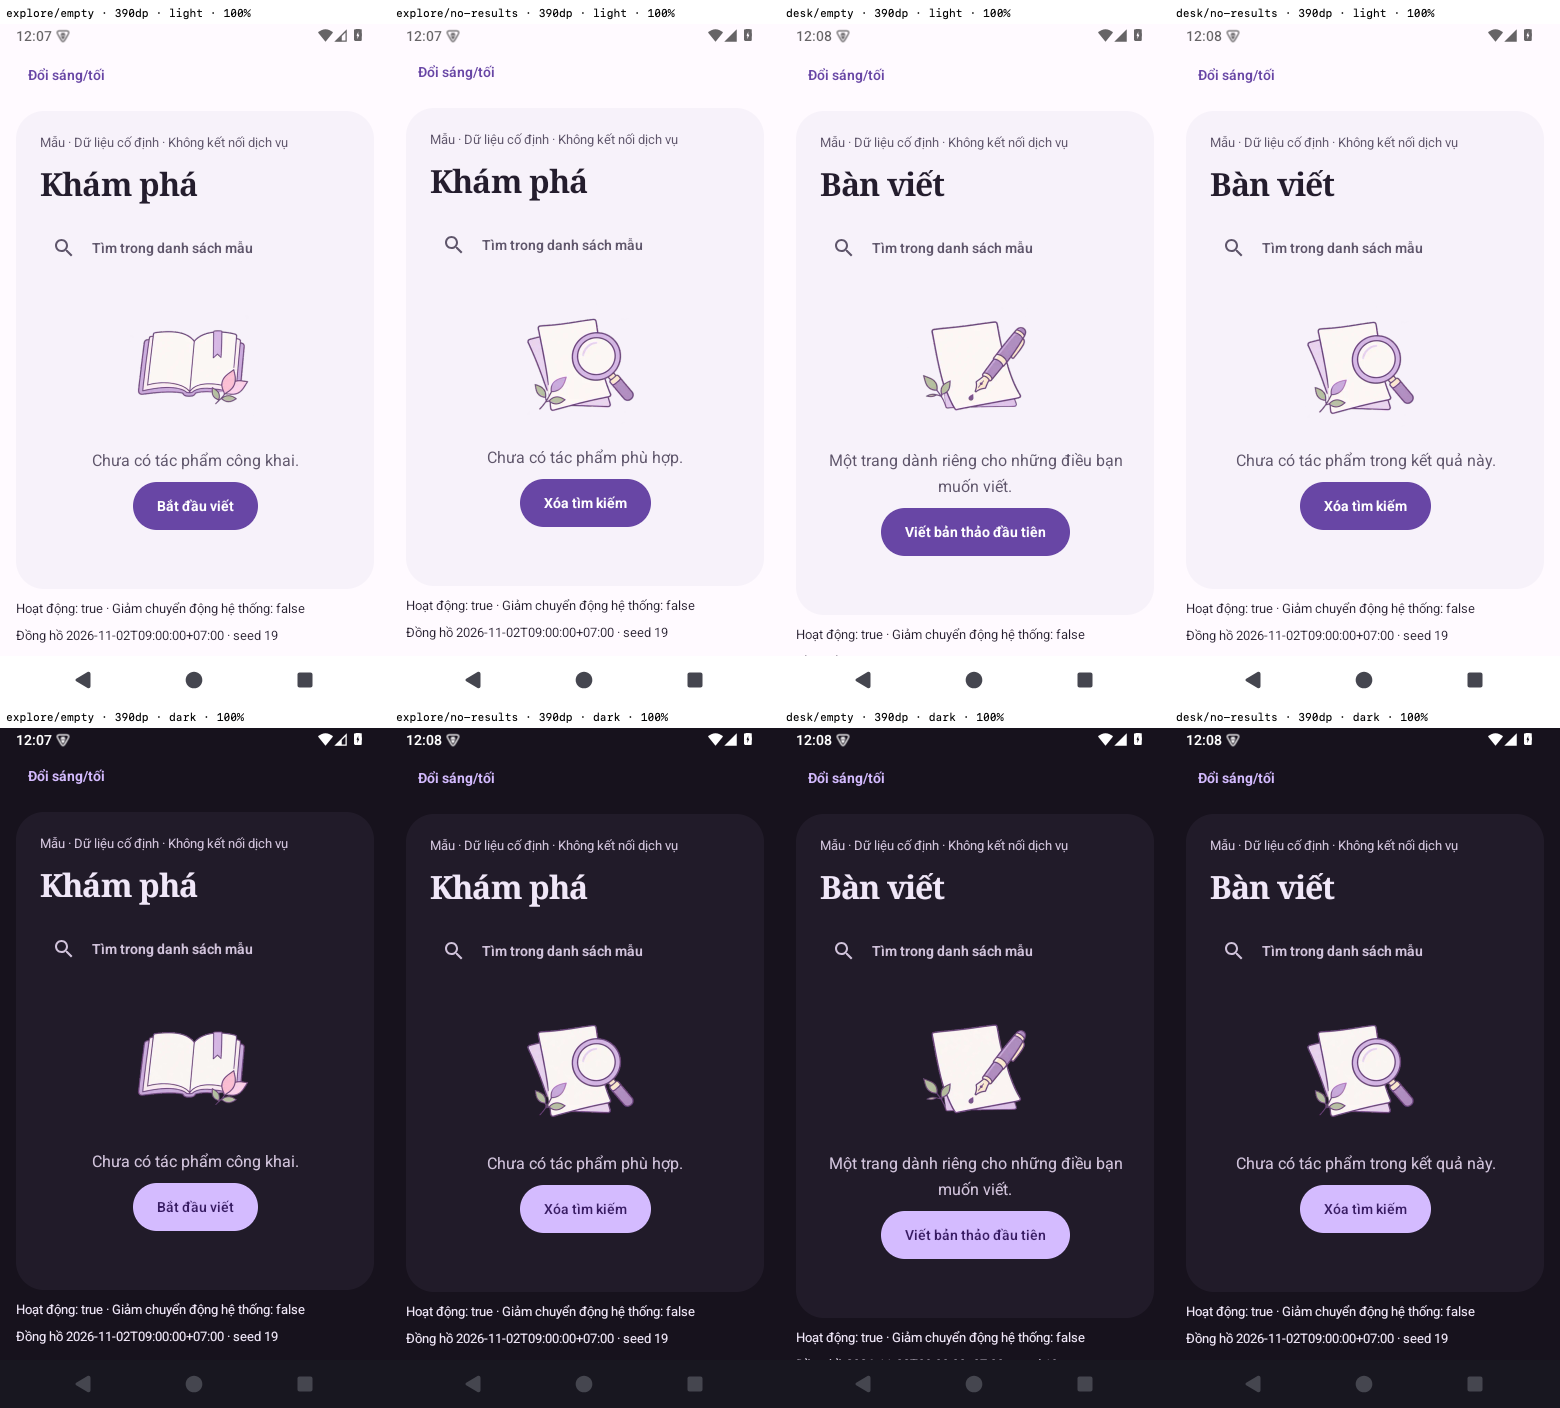 explore/empty · 390dp · light · 100%
12:07
Đổi sáng/tối
Mẫu · Dữ liệu cố định · Không kết nối dịch vụ
Khám phá
Tìm trong danh sách mẫu
Chưa có tác phẩm công khai.
Bắt đầu viết
Hoạt động: true · Giảm chuyển động hệ thống: false
Đồng hồ 2026-11-02T09:00:00+07:00 · seed 19
explore/no-results · 390dp · light · 100%
12:07
Đổi sáng/tối
Mẫu · Dữ liệu cố định · Không kết nối dịch vụ
Khám phá
Tìm trong danh sách mẫu
Chưa có tác phẩm phù hợp.
Xóa tìm kiếm
Hoạt động: true · Giảm chuyển động hệ thống: false
Đồng hồ 2026-11-02T09:00:00+07:00 · seed 19
desk/empty · 390dp · light · 100%
12:08
Đổi sáng/tối
Mẫu · Dữ liệu cố định · Không kết nối dịch vụ
Bàn viết
Tìm trong danh sách mẫu
Một trang dành riêng cho những điều bạn
muốn viết.
Viết bản thảo đầu tiên
Hoạt động: true · Giảm chuyển động hệ thống: false
desk/no-results · 390dp · light · 100%
12:08
Đổi sáng/tối
Mẫu · Dữ liệu cố định · Không kết nối dịch vụ
Bàn viết
Tìm trong danh sách mẫu
Chưa có tác phẩm trong kết quả này.
Xóa tìm kiếm
Hoạt động: true · Giảm chuyển động hệ thống: false
Đồng hồ 2026-11-02T09:00:00+07:00 · seed 19
explore/empty · 390dp · dark · 100%
12:07
Đổi sáng/tối
Mẫu · Dữ liệu cố định · Không kết nối dịch vụ
Khám phá
Tìm trong danh sách mẫu
Chưa có tác phẩm công khai.
Bắt đầu viết
Hoạt động: true · Giảm chuyển động hệ thống: false
Đồng hồ 2026-11-02T09:00:00+07:00 · seed 19
explore/no-results · 390dp · dark · 100%
12:08
Đổi sáng/tối
Mẫu · Dữ liệu cố định · Không kết nối dịch vụ
Khám phá
Tìm trong danh sách mẫu
Chưa có tác phẩm phù hợp.
Xóa tìm kiếm
Hoạt động: true · Giảm chuyển động hệ thống: false
Đồng hồ 2026-11-02T09:00:00+07:00 · seed 19
desk/empty · 390dp · dark · 100%
12:08
Đổi sáng/tối
Mẫu · Dữ liệu cố định · Không kết nối dịch vụ
Bàn viết
Tìm trong danh sách mẫu
Một trang dành riêng cho những điều bạn
muốn viết.
Viết bản thảo đầu tiên
Hoạt động: true · Giảm chuyển động hệ thống: false
desk/no-results · 390dp · dark · 100%
12:08
Đổi sáng/tối
Mẫu · Dữ liệu cố định · Không kết nối dịch vụ
Bàn viết
Tìm trong danh sách mẫu
Chưa có tác phẩm trong kết quả này.
Xóa tìm kiếm
Hoạt động: true · Giảm chuyển động hệ thống: false
Đồng hồ 2026-11-02T09:00:00+07:00 · seed 19